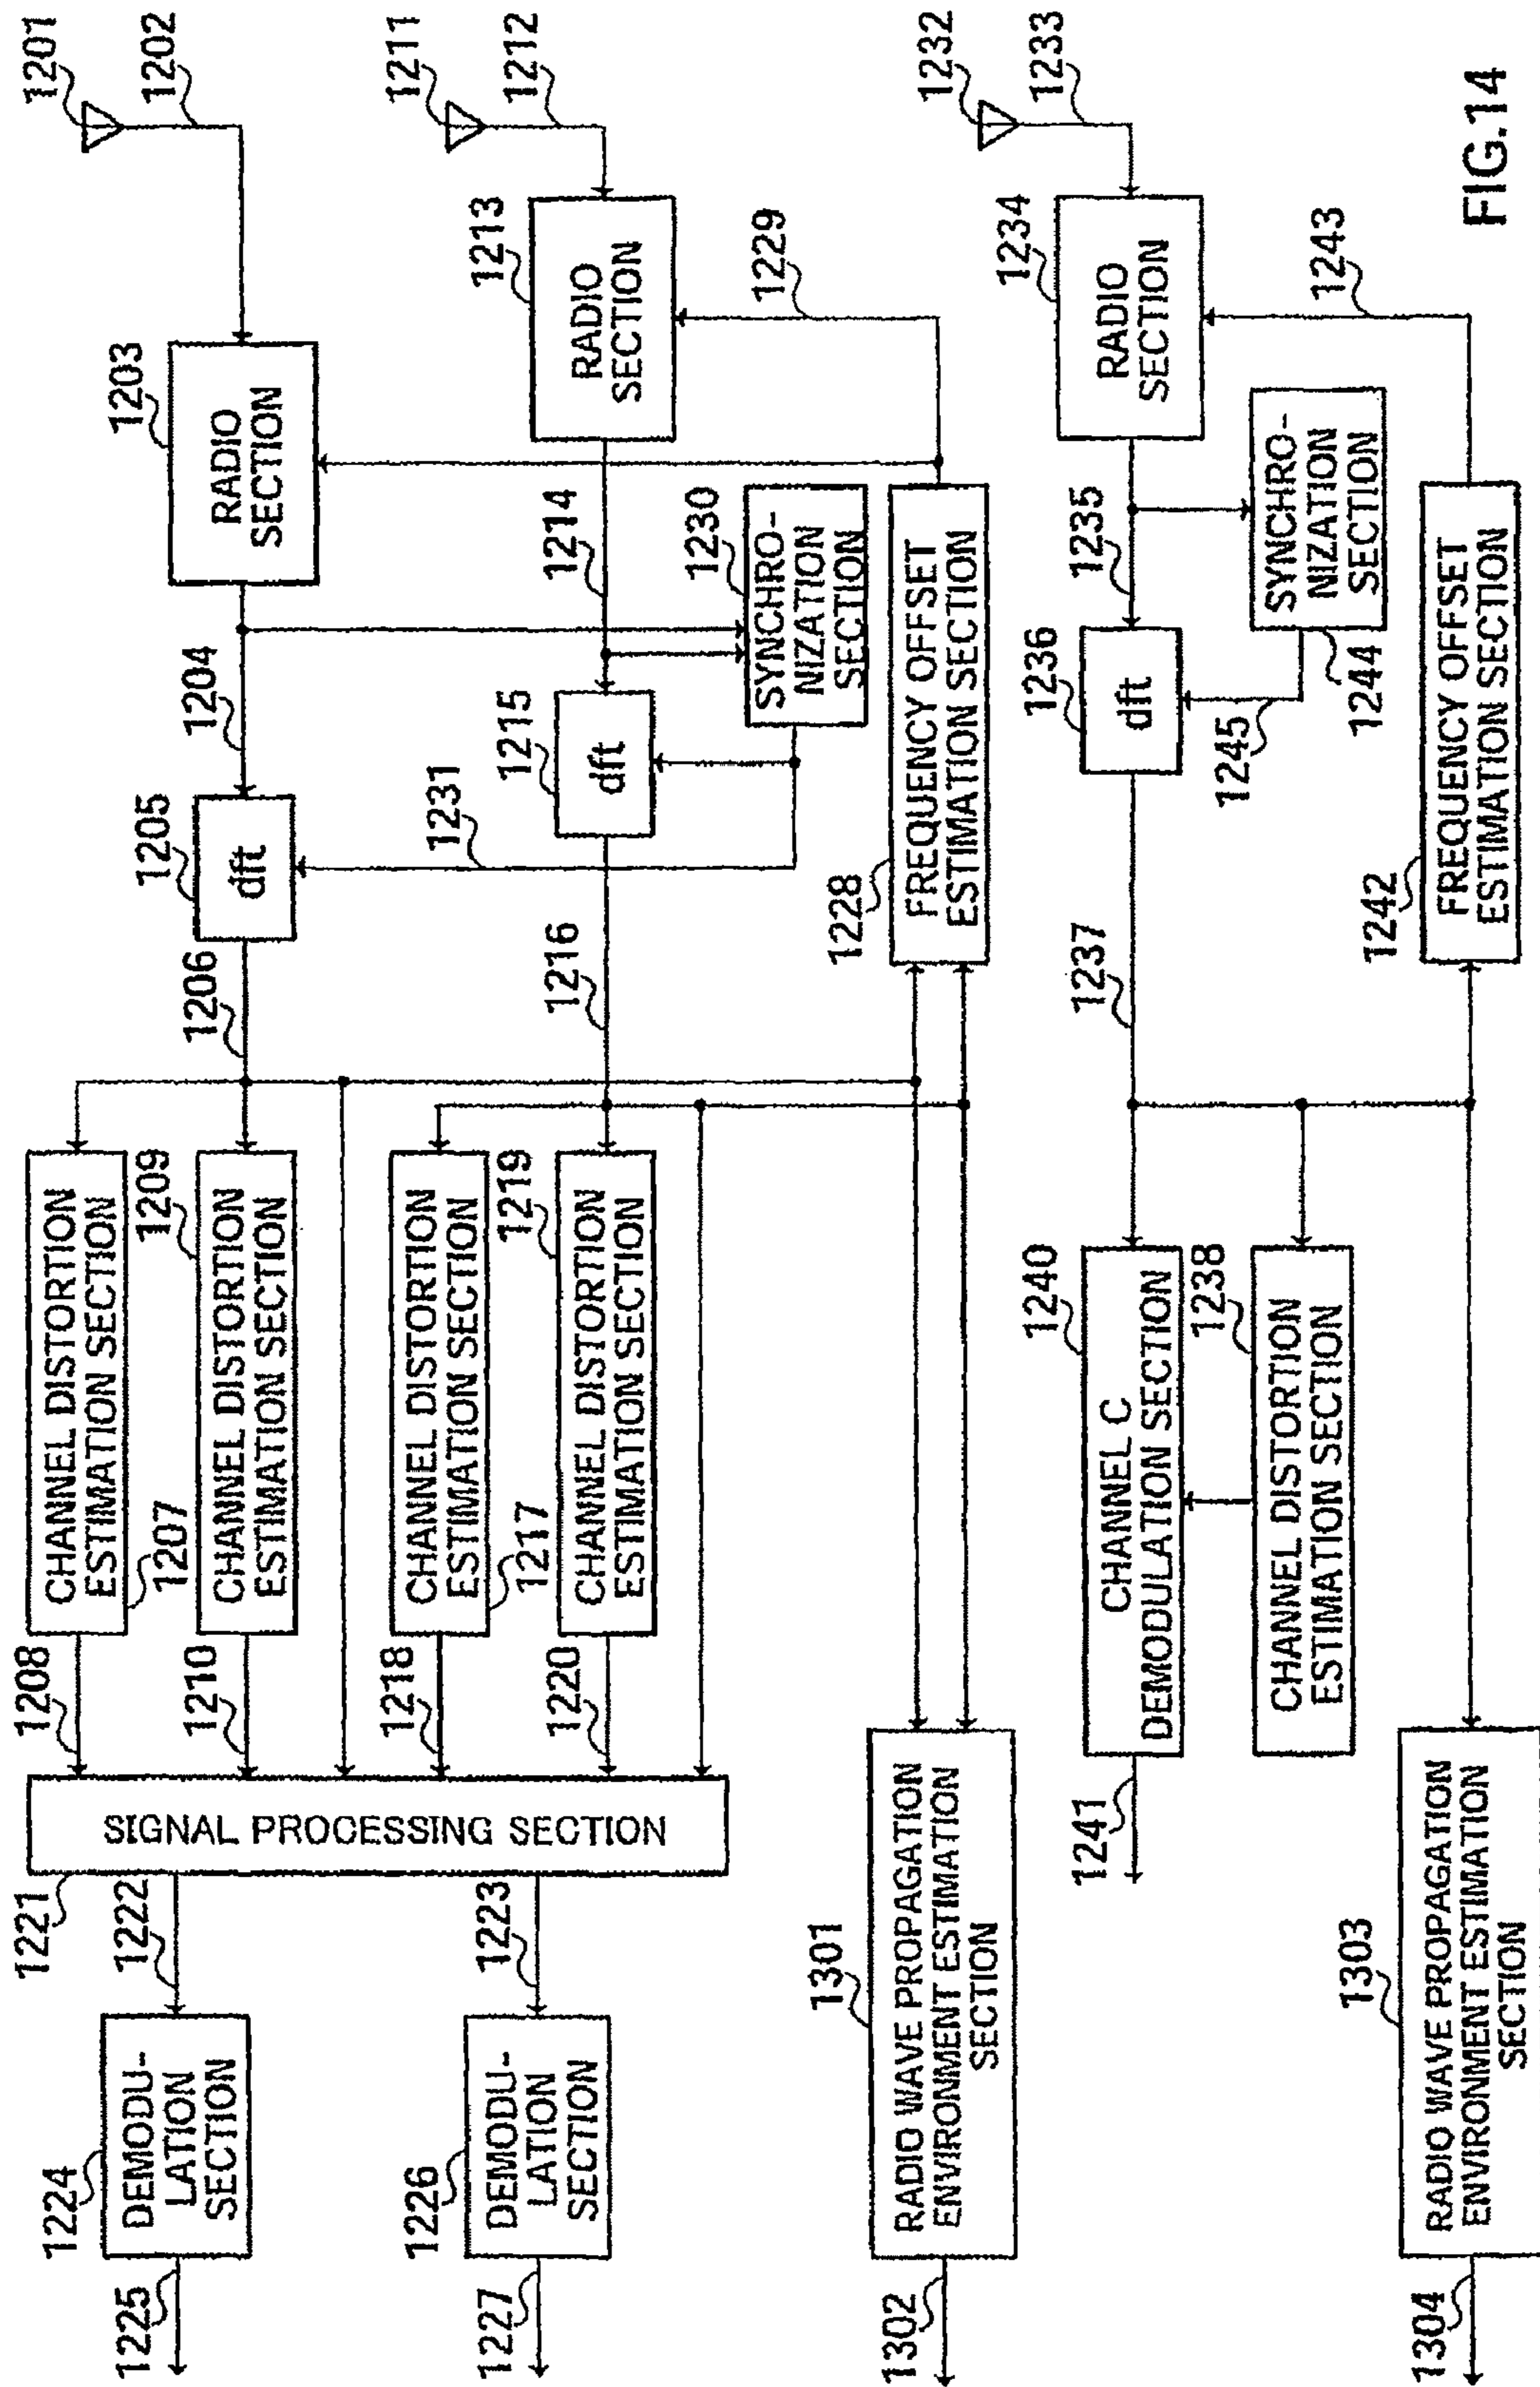 1201
1202
1203
RADIO
SECTION
1204
1205
dft
1206
CHANNEL DISTORTION
ESTIMATION SECTION
1207
1208
1209
CHANNEL DISTORTION
ESTIMATION SECTION
1210
1211
1212
1213
RADIO
SECTION
1214
1215
dft
1216
CHANNEL DISTORTION
ESTIMATION SECTION
1217
1218
1219
CHANNEL DISTORTION
ESTIMATION SECTION
1220
SIGNAL PROCESSING SECTION
1221
1222
1223
1224
DEMODU-
LATION
SECTION
1225
1226
DEMODU-
LATION
SECTION
1227
1228
FREQUENCY OFFSET
ESTIMATION SECTION
1229
1230
SYNCHRO-
NIZATION
SECTION
1231
1301
RADIO WAVE PROPAGATION
ENVIRONMENT ESTIMATION
SECTION
1302
1232
1233
1234
RADIO
SECTION
1235
1236
dft
1237
1238
CHANNEL DISTORTION
ESTIMATION SECTION
1240
CHANNEL C
DEMODULATION SECTION
1241
1242
FREQUENCY OFFSET
ESTIMATION SECTION
1243
SYNCHRO-
NIZATION
SECTION
1244
1245
1303
RADIO WAVE PROPAGATION
ENVIRONMENT ESTIMATION
SECTION
1304
FIG.14